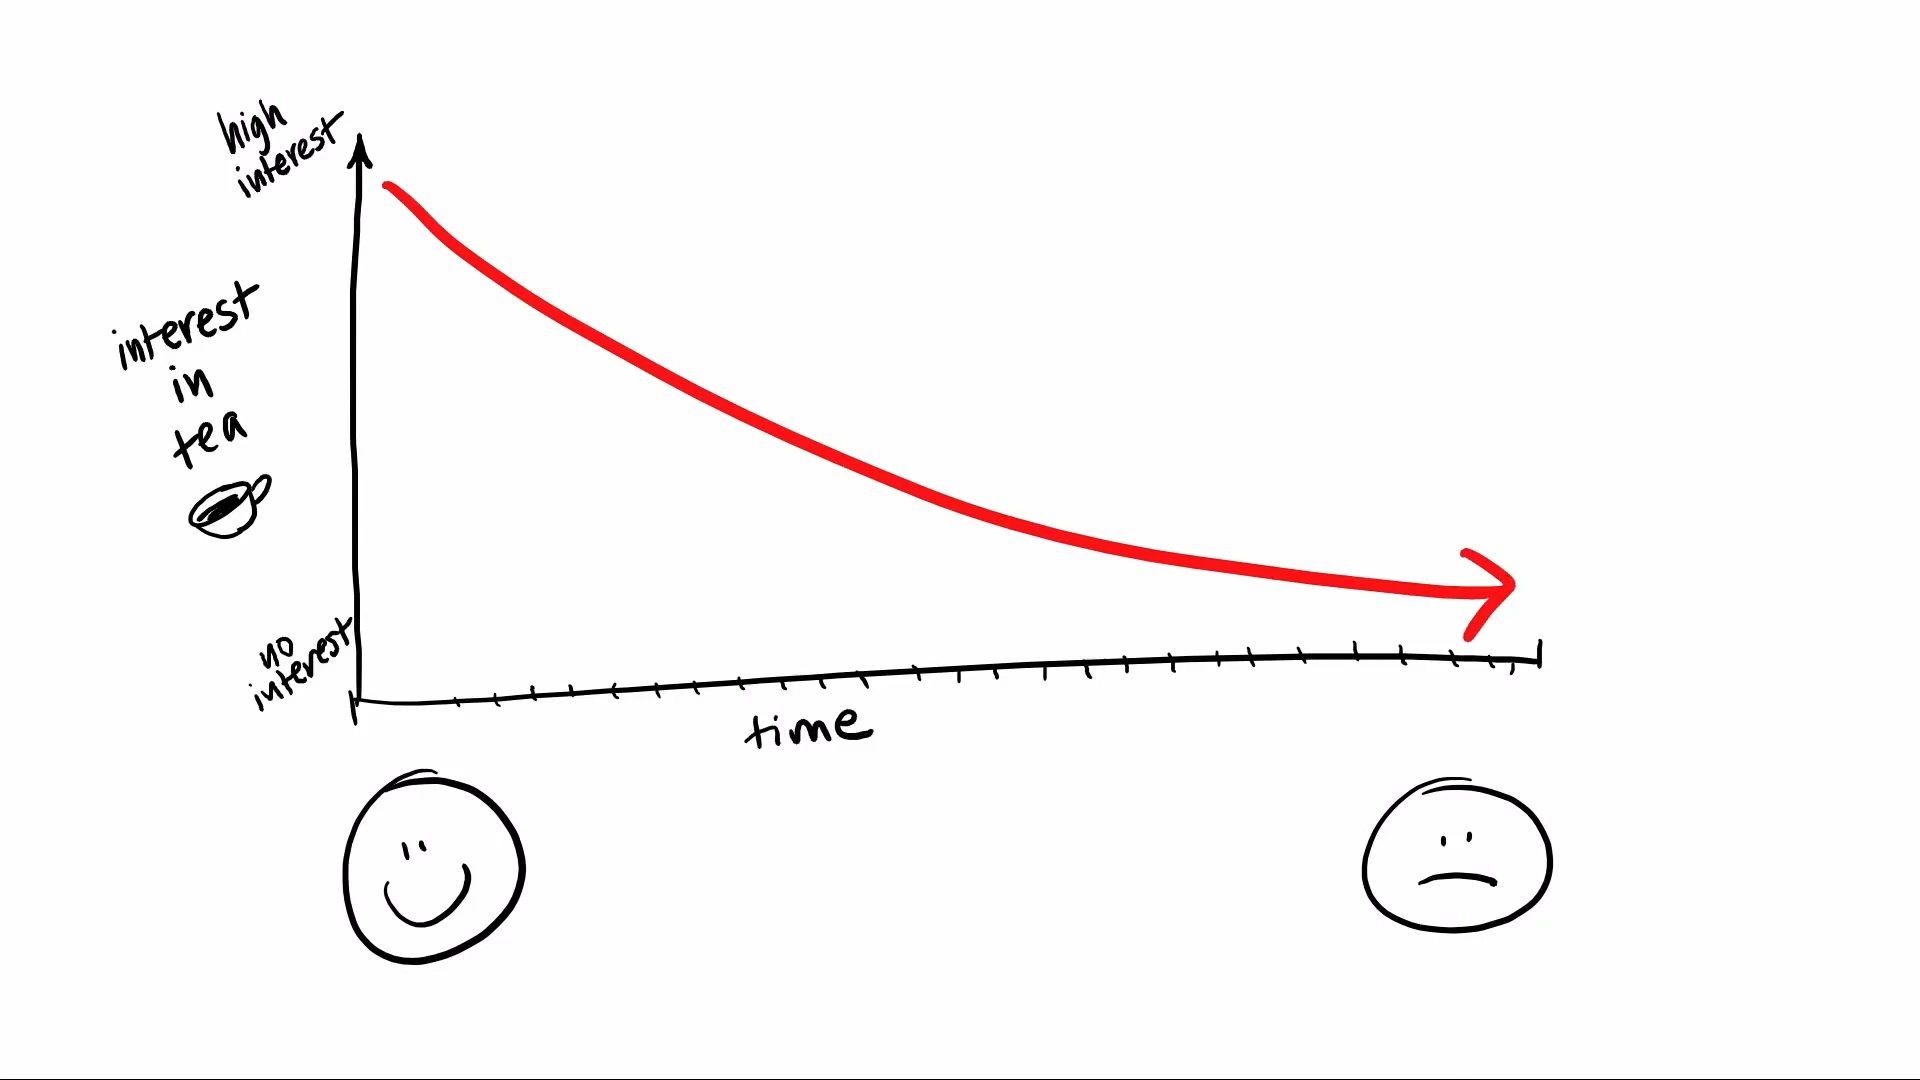 high
interest
interest
in
tea
no
interest
time